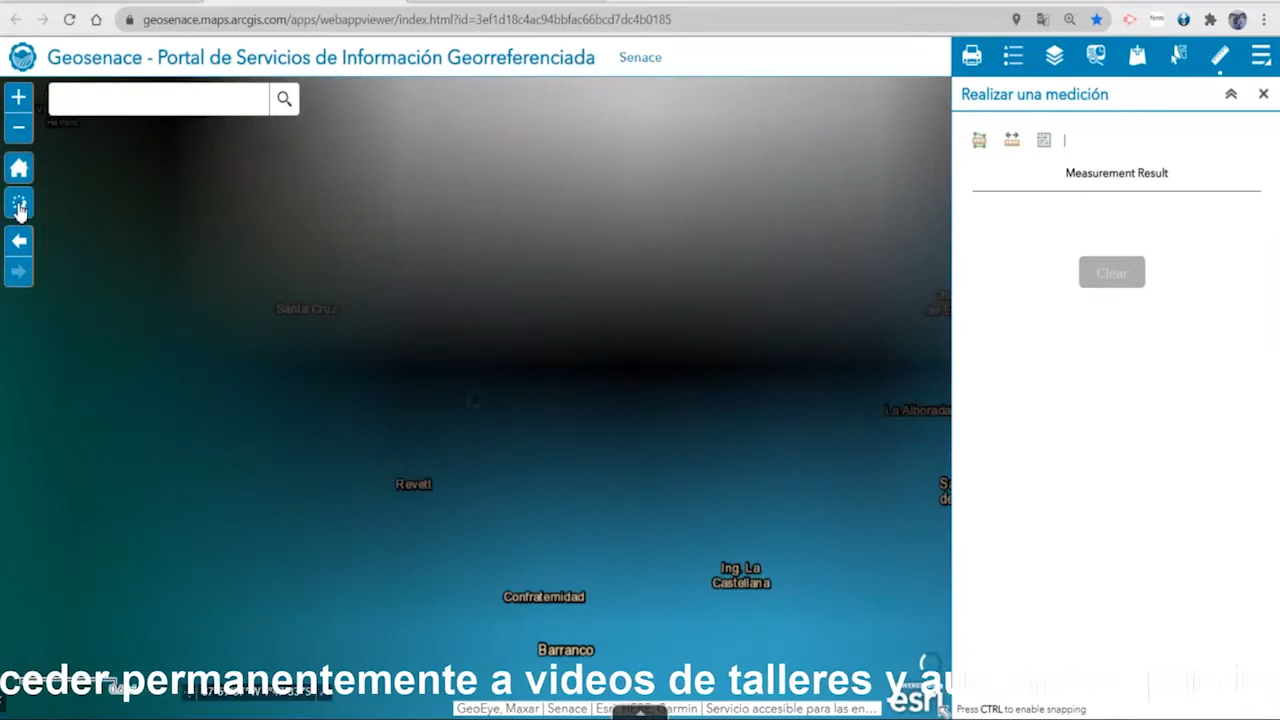 geosenace.maps.arcgis.com/apps/webappviewer/index.html?id=3ef1d18c4ac94bbfac66bcd7dc4b0185
Geosenace - Portal de Servicios de Información Georreferenciada
Senace
Realizar una medición
Measurement Result
Clear
Santa Cruz
La Alborada
Revett
Ing. La
Castellana
Confraternidad
Barranco
ceder permanentemente a videos de talleres y au
esri
GeoEye, Maxar | Senace | Esri, HERE, Garmin | Servicio accesible para las en...
Press CTRL to enable snapping